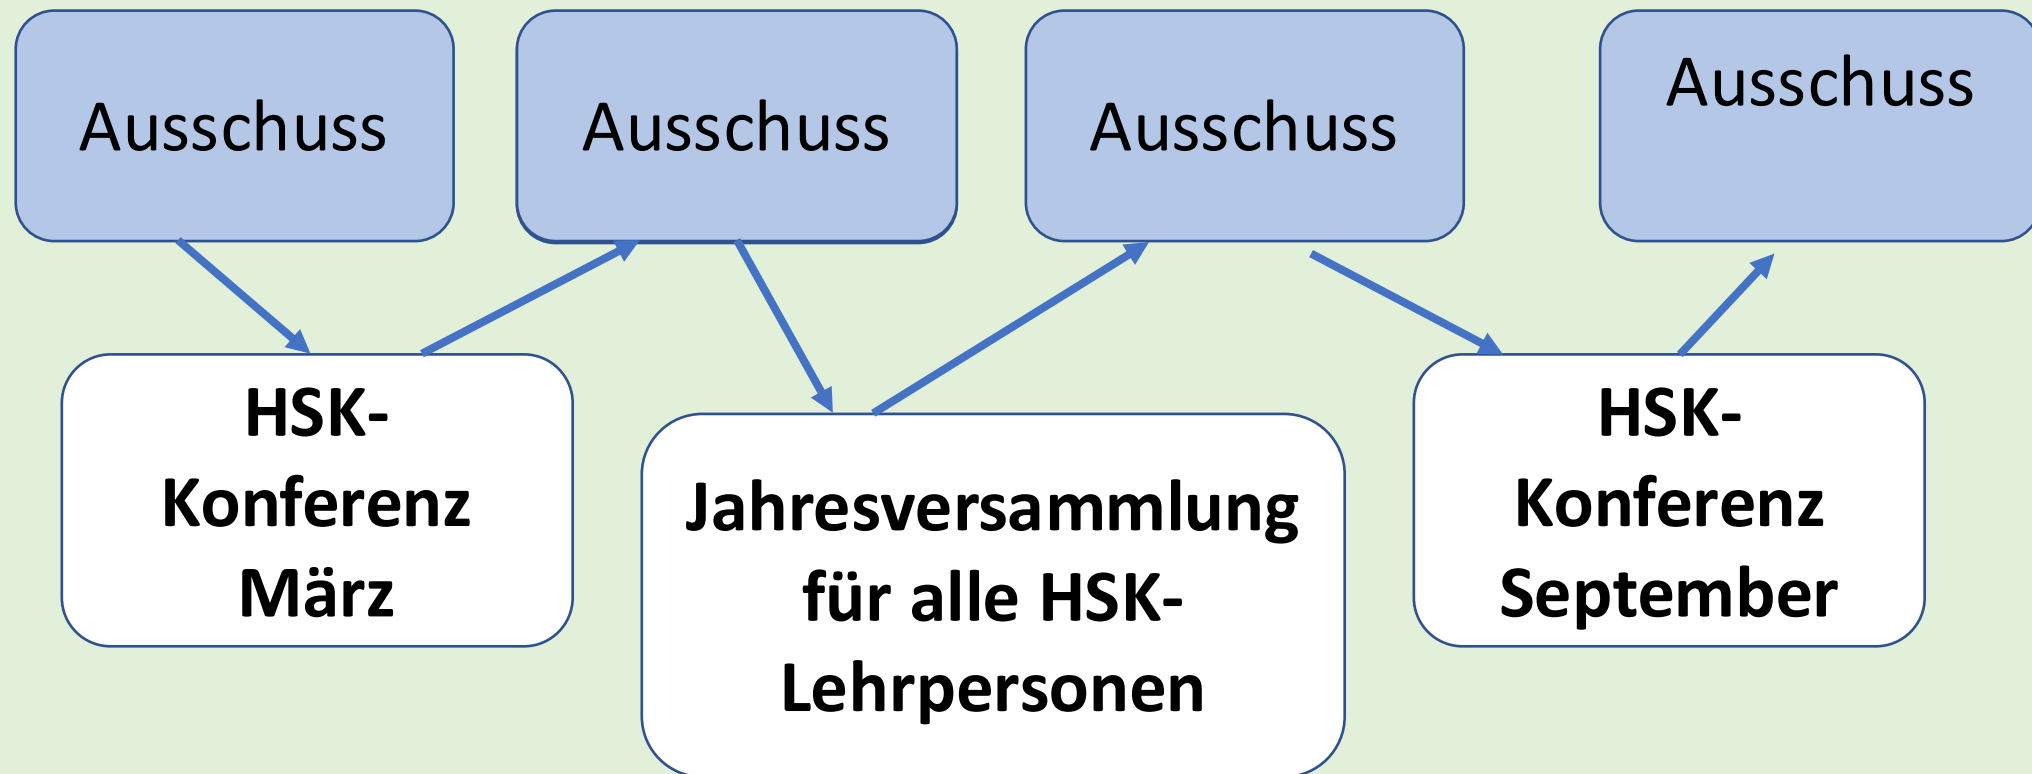 Ausschuss
Ausschuss
Ausschuss
Ausschuss
HSK-
Konferenz
März
Jahresversammlung
für alle HSK-
Lehrpersonen
HSK-
Konferenz
September